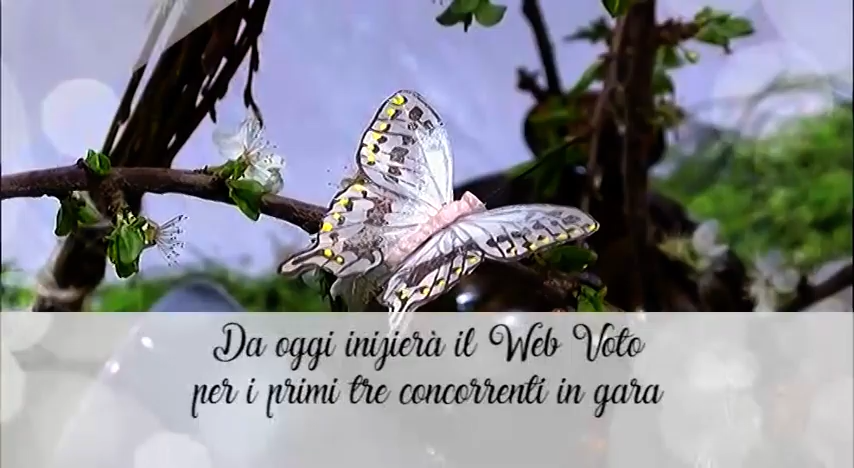 Da oggi inizierà il Web Voto
per i primi tre concorrenti in gara